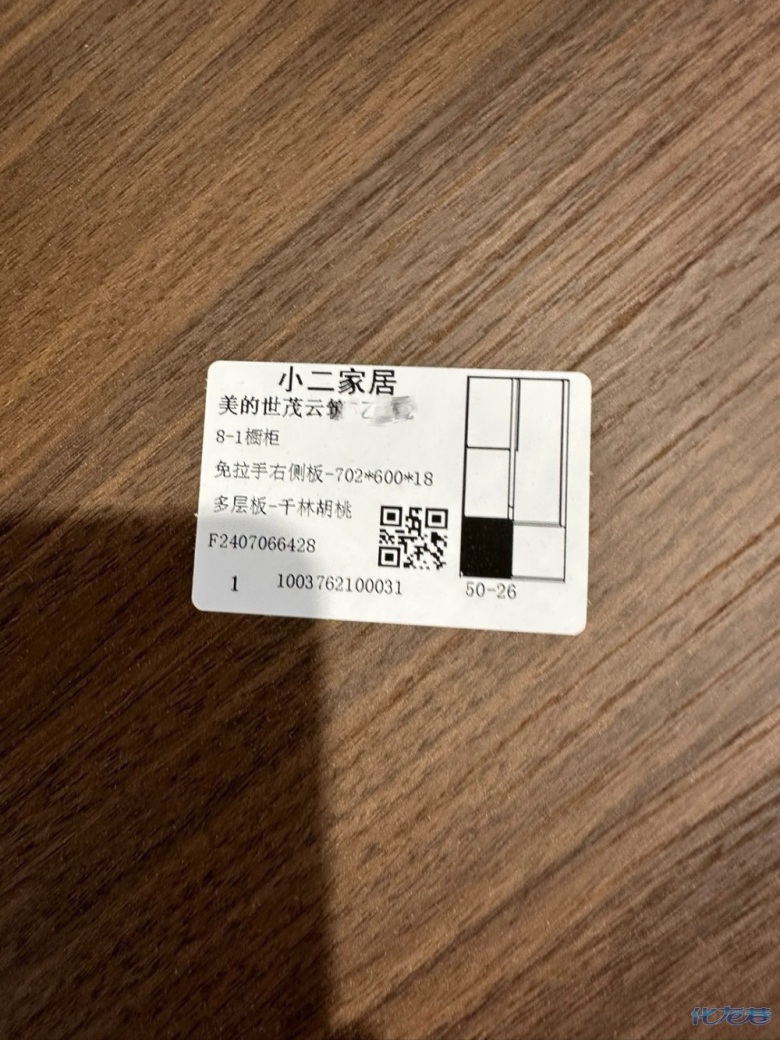 小二家居
美的世茂云筑
8-1橱柜
免拉手右侧板-702*600*18
多层板-千林胡桃
F2407066428
1 1003762100031
50-26
化龙巷